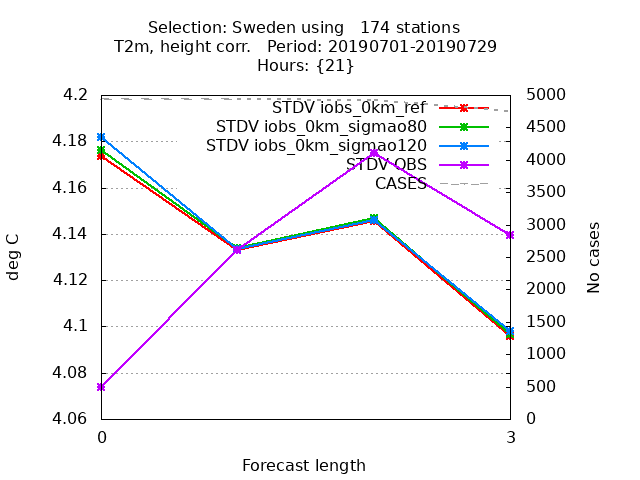 Selection: Sweden using   174 stations
T2m, height corr.   Period: 20190701-20190729
Hours: {21}
4.2
4.18
4.16
4.14
4.12
4.1
4.08
4.06
deg C
STDV iobs_0km_ref
STDV iobs_0km_sigmao80
STDV iobs_0km_sigmao120
STDV OBS
CASES
5000
4500
4000
3500
3000
2500
2000
1500
1000
500
0
No cases
0
3
Forecast length